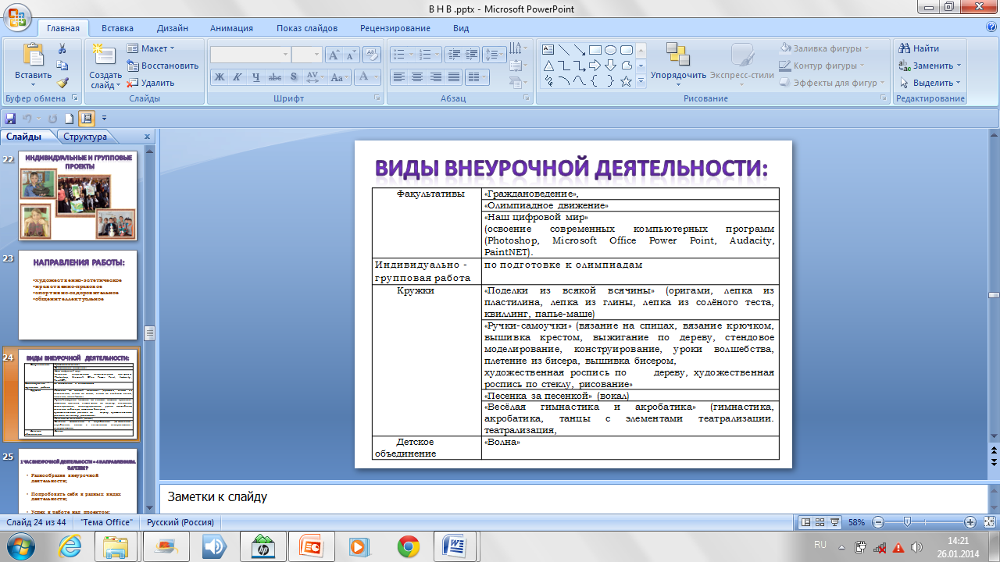 В Н В .pptx - Microsoft PowerPoint
Главная Вставка Дизайн Анимация Показ слайдов Рецензирование Вид
Вставить
Буфер обмена
Создать слайд
Макет
Восстановить
Удалить
Слайды
Ж К Ч abc S AV Aa A
Шрифт
Абзац
Упорядочить
Экспресс-стили
Заливка фигуры
Контур фигуры
Эффекты для фигур
Рисование
Найти
Заменить
Выделить
Редактирование
Слайды Структура x
22
ИНДИВИДУАЛЬНЫЕ И ГРУППОВЫЕ
ПРОЕКТЫ
23
НАПРАВЛЕНИЯ РАБОТЫ:
•художественно-эстетическое
•нравственно-правовое
•спортивно-оздоровительное
•общеинтеллектуальное
24
ВИДЫ ВНЕУРОЧНОЙ ДЕЯТЕЛЬНОСТИ:
25
1 ЧАС ВНЕУРОЧНОЙ ДЕЯТЕЛЬНОСТИ = 4 НАПРАВЛЕНИЯ.
• Разнообразие внеурочной
деятельности;
• Попробовать себя в разных видах
деятельности;
• Успех в работе над проектом;
ВИДЫ ВНЕУРОЧНОЙ ДЕЯТЕЛЬНОСТИ:
Факультативы
«Граждановедение»,
«Олимпиадное движение»
«Наш цифровой мир»
(освоение современных компьютерных программ
(Photoshop, Microsoft Office Power Point, Audacity,
PaintNET).
Индивидуально -
групповая работа
по подготовке к олимпиадам
Кружки
«Поделки из всякой всячины» (оригами, лепка из
пластилина, лепка из глины, лепка из солёного теста,
квиллинг, папье-маше)
«Ручки-самоучки» (вязание на спицах, вязание крючком,
вышивка крестом, выжигание по дереву, стендовое
моделирование, конструирование, уроки волшебства,
плетение из бисера, вышивка бисером,
художественная роспись по дереву, художественная
роспись по стеклу, рисование»
«Песенка за песенкой» (вокал)
«Весёлая гимнастика и акробатика» (гимнастика,
акробатика, танцы с элементами театрализации.
театрализация,
Детское
объединение
«Волна»
Заметки к слайду
Слайд 24 из 44 "Тема Office" Русский (Россия) 58%
RU
14:21
26.01.2014